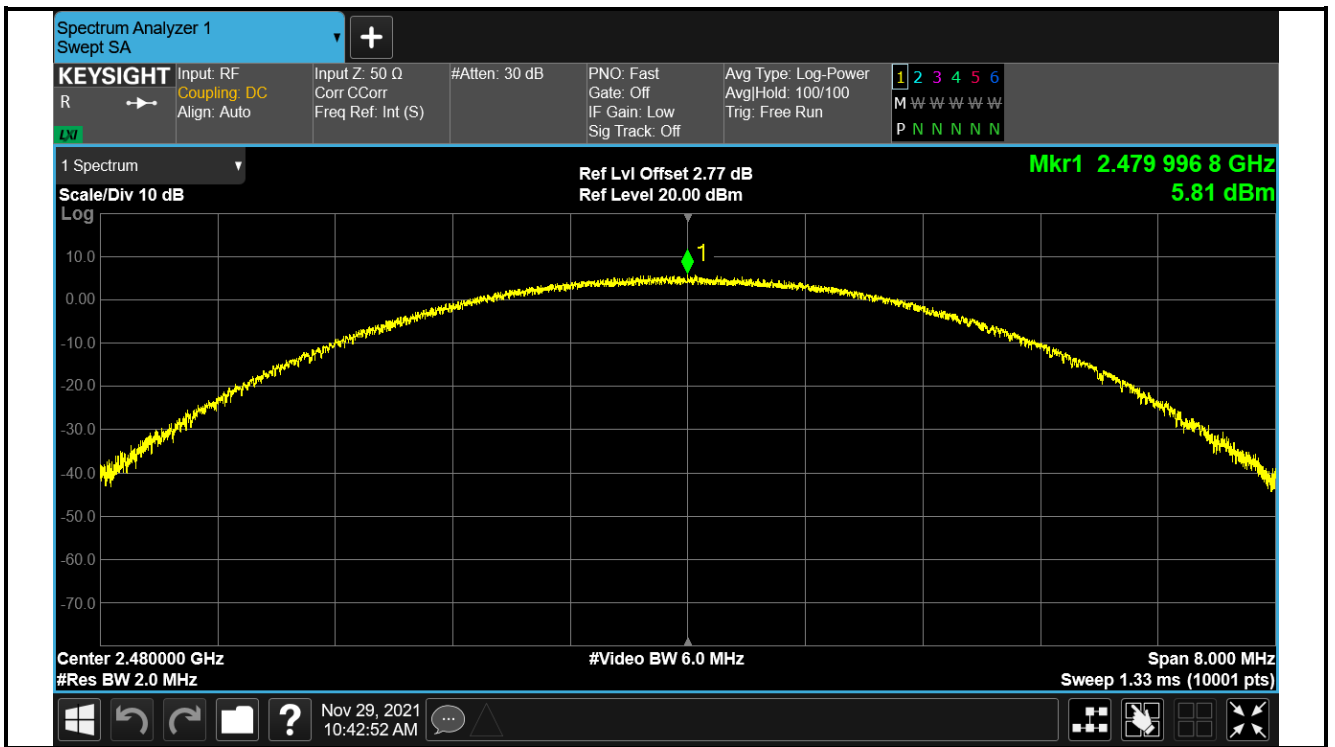 Spectrum Analyzer 1
Swept SA
+
KEYSIGHT
R
LXI
Input: RF
Coupling: DC
Align: Auto
Input Z: 50 Ω
Corr CCorr
Freq Ref: Int (S)
#Atten: 30 dB
PNO: Fast
Gate: Off
IF Gain: Low
Sig Track: Off
Avg Type: Log-Power
Avg|Hold: 100/100
Trig: Free Run
1 2 3 4 5 6
M W W W W W
P N N N N N
1 Spectrum
Scale/Div 10 dB
Log
Ref Lvl Offset 2.77 dB
Ref Level 20.00 dBm
Mkr1 2.479 996 8 GHz
5.81 dBm
1
10.0
0.00
-10.0
-20.0
-30.0
-40.0
-50.0
-60.0
-70.0
Center 2.480000 GHz
#Res BW 2.0 MHz
#Video BW 6.0 MHz
Span 8.000 MHz
Sweep 1.33 ms (10001 pts)
?
Nov 29, 2021
10:42:52 AM